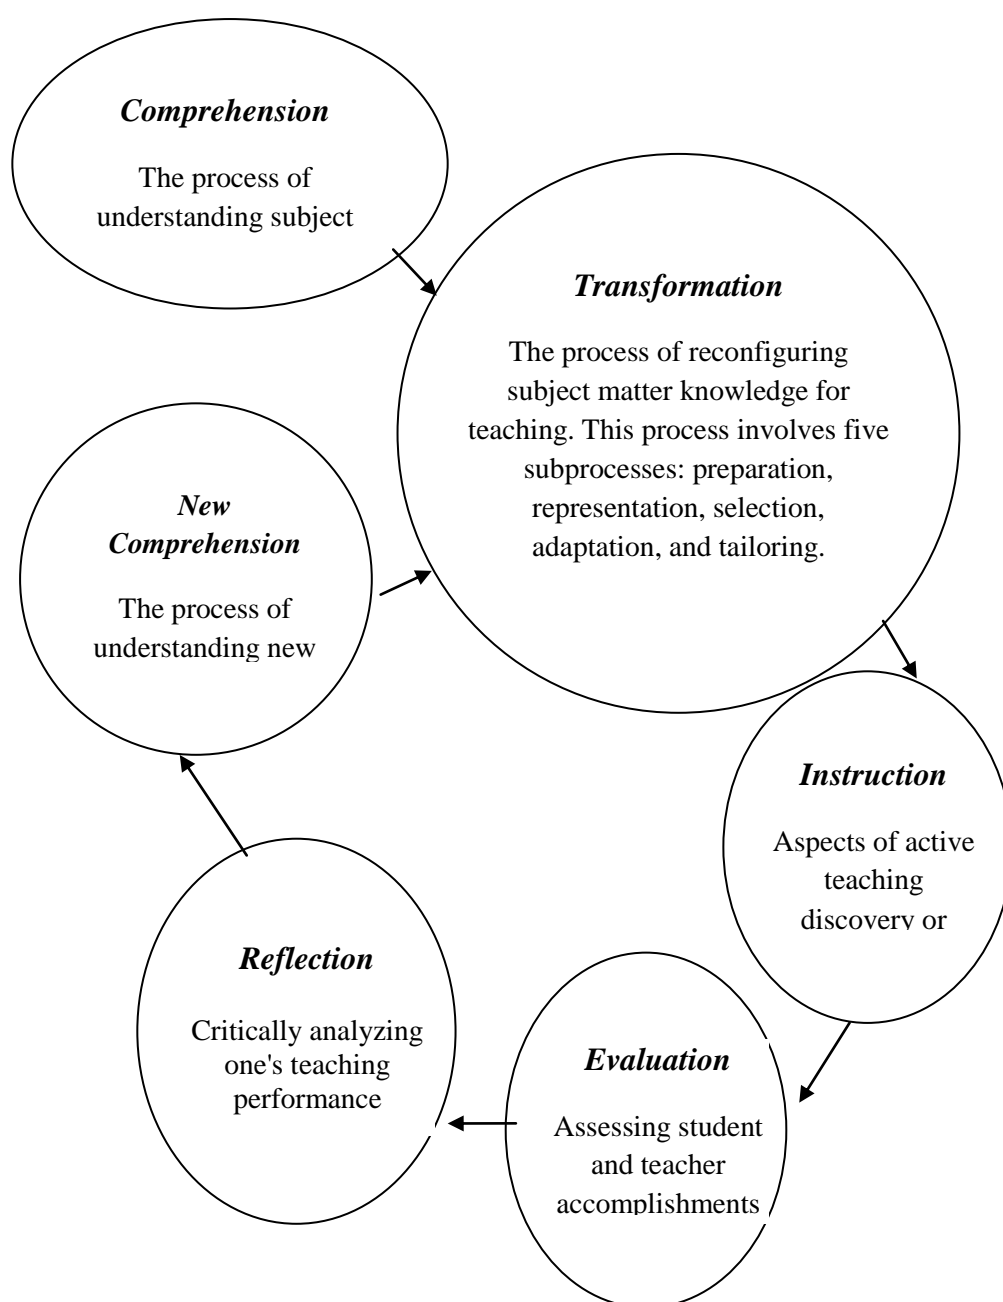 Comprehension
The process of
understanding subject
Transformation
The process of reconfiguring
subject matter knowledge for
teaching. This process involves five
subprocesses: preparation,
representation, selection,
adaptation, and tailoring.
New
Comprehension
The process of
understanding new
Instruction
Aspects of active
teaching
discovery or
Evaluation
Assessing student
and teacher
accomplishments
Reflection
Critically analyzing
one's teaching
performance